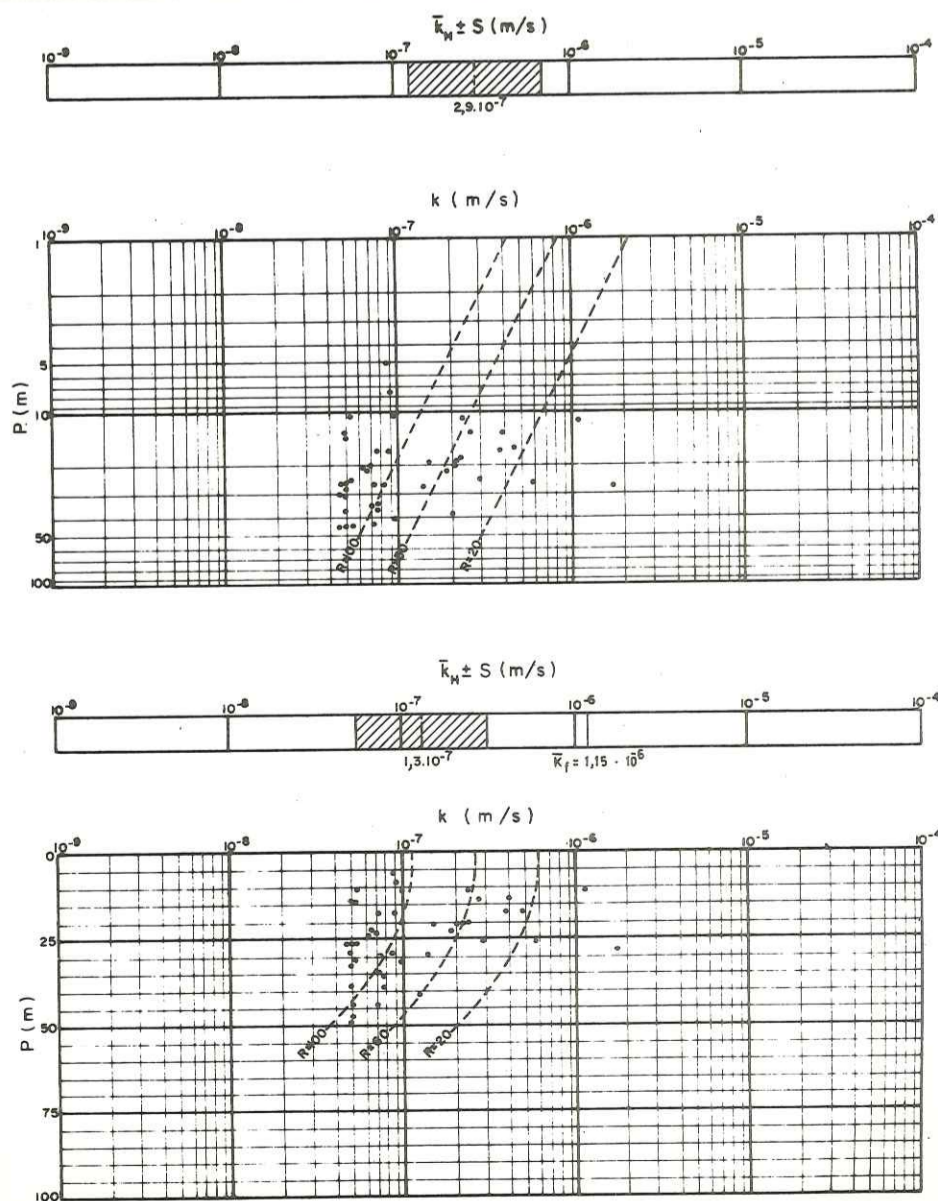 k̄_H ± S (m/s)
10⁻⁹ 10⁻⁸ 10⁻⁷ 10⁻⁶ 10⁻⁵ 10⁻⁴
2,9.10⁻⁷
k (m/s)
10⁻⁹ 10⁻⁸ 10⁻⁷ 10⁻⁶ 10⁻⁵ 10⁻⁴
1
5
P.(m)
10
50
100
R=100 R=20
k̄_H ± S (m/s)
10⁻⁹ 10⁻⁸ 10⁻⁷ 10⁻⁶ 10⁻⁵ 10⁻⁴
1,3.10⁻⁷ K̄_f = 1,15 · 10⁻⁶
k (m/s)
10⁻⁹ 10⁻⁸ 10⁻⁷ 10⁻⁶ 10⁻⁵ 10⁻⁴
0
25
P (m)
50
R=100 R=20
75
100